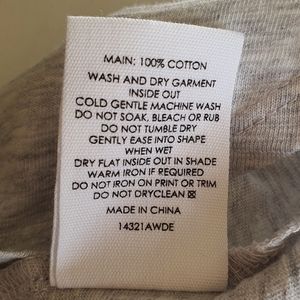 MAIN: 100% COTTON
WASH AND DRY GARMENT
INSIDE OUT
COLD GENTLE MACHINE WASH
DO NOT SOAK, BLEACH OR RUB
DO NOT TUMBLE DRY
GENTLY EASE INTO SHAPE
WHEN WET
DRY FLAT INSIDE OUT IN SHADE
WARM IRON IF REQUIRED
DO NOT IRON ON PRINT OR TRIM
DO NOT DRYCLEAN
MADE IN CHINA
14321AWDE